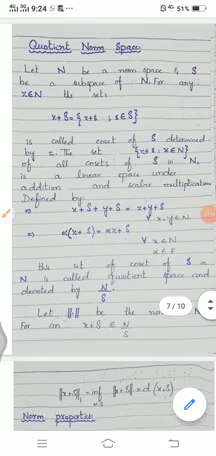 9:24
51%
Quotient Norm Space
Let N be a norm space & S
be a subspace of N. For any
x∈N the set
x+S = {x+s ; s∈S}
is called coset of S determined
by x. The set {x+S : x∈N}
of all cosets of S in N,
is a linear space under
addition and scalar multiplication
Defined by:
⇒ x+S + y+S = x+y+S
∀ x,y∈N.
⇒ α(x+S) = αx+S
∀ x∈N
α∈F
this set of coset of S in
N is called quotient space and
denoted by N/S
Let ‖.‖ be the
7 / 10
For an x+S ∈ N/S
‖x+S‖ = inf ‖x+s‖ = d(x,S)
Norm properties: